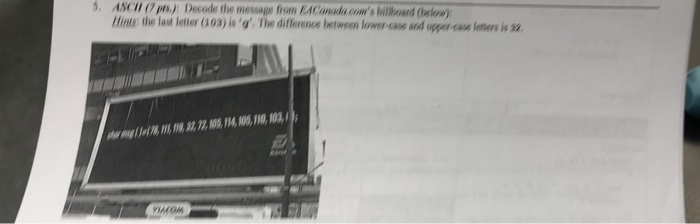 5. ASCII (7 pts.): Decode the message from EACanada.com's billboard (below).
Hints: the last letter (103) is 'g'. The difference between lower-case and upper-case letters is 32.
char msg[]={78, 111, 119, 32, 72, 105, 114, 105, 110, 103, };
VIACOM